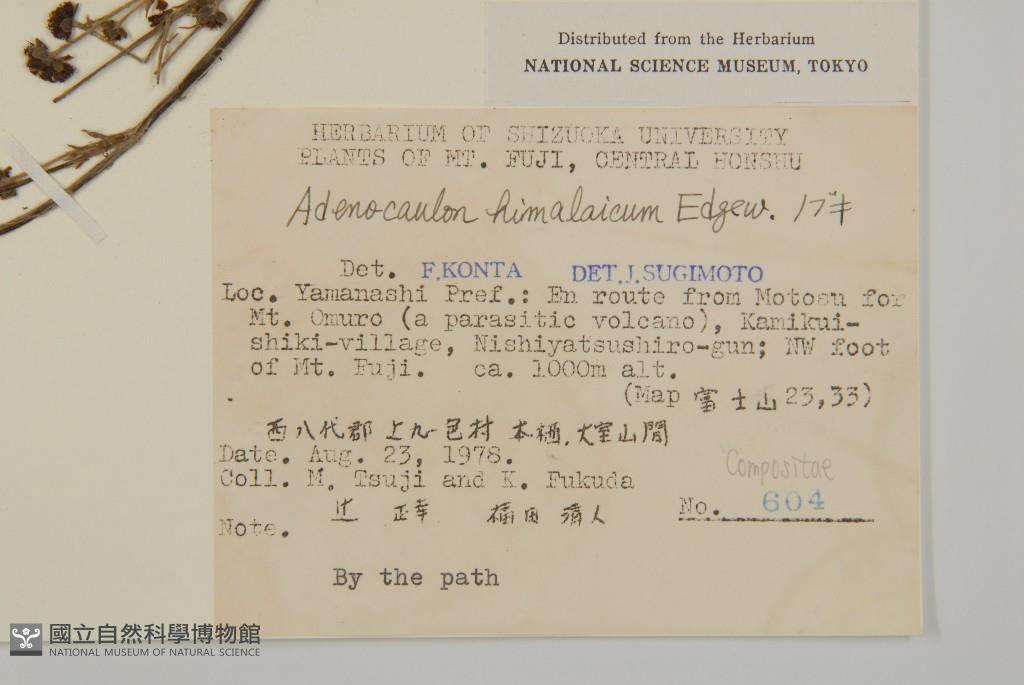 Distributed from the Herbarium
NATIONAL SCIENCE MUSEUM, TOKYO
HERBARIUM OF SHIZUOKA UNIVERSITY
PLANTS OF MT. FUJI, CENTRAL HONSHU
Adenocaulon himalaicum Edgew. ノブキ
Det. F.KONTA DET.J.SUGIMOTO
Loc. Yamanashi Pref.: En route from Motosu for
Mt. Omuro (a parasitic volcano), Kamikui-
shiki-village, Nishiyatsushiro-gun; NW foot
of Mt. Fuji. ca. 1000m alt.
(Map 富士山 23,33)
西八代郡 上九一色村 本栖, 大室山間
Date. Aug. 23, 1978.
Compositae
Coll. M. Tsuji and K. Fukuda
No. 604
辻 正幸 福田 清人
Note.
By the path
國立自然科學博物館
NATIONAL MUSEUM OF NATURAL SCIENCE